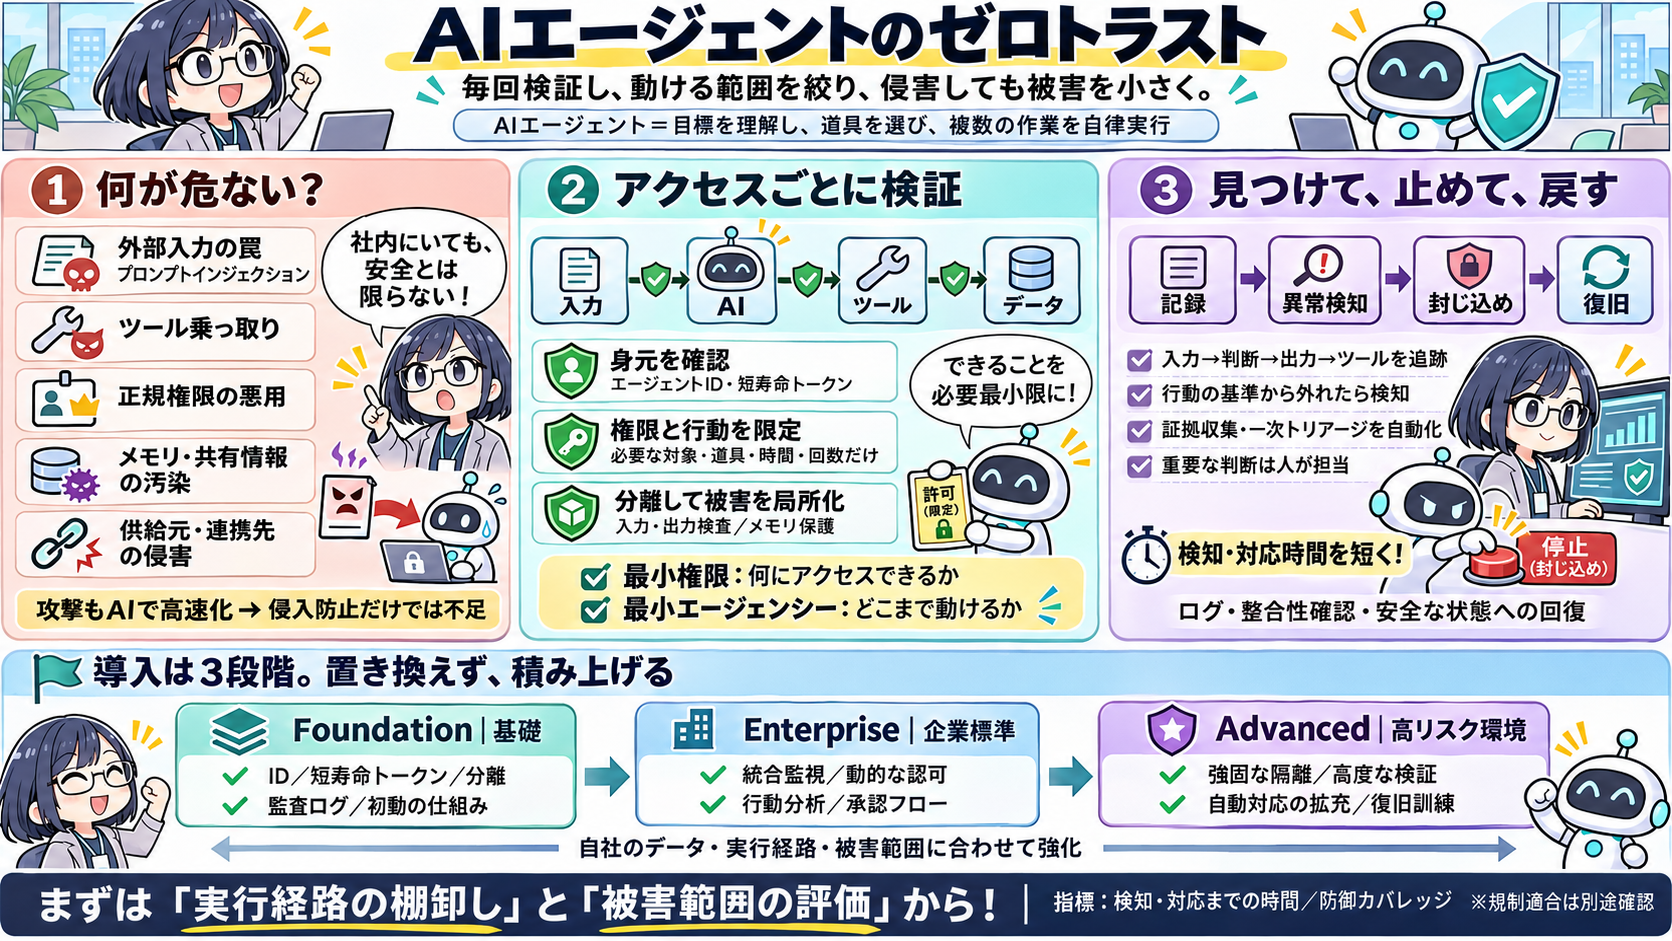 AIエージェントのゼロトラスト
毎回検証し、動ける範囲を絞り、侵害しても被害を小さく。
AIエージェント＝目標を理解し、道具を選び、複数の作業を自律実行
1 何が危ない？
外部入力の罠
プロンプトインジェクション
ツール乗っ取り
正規権限の悪用
メモリ・共有情報
の汚染
供給元・連携先
の侵害
社内にいても、
安全とは
限らない！
攻撃もAIで高速化→侵入防止だけでは不足
2 アクセスごとに検証
入力
AI
ツール
データ
身元を確認
エージェントID・短寿命トークン
権限と行動を限定
必要な対象・道具・時間・回数だけ
分離して被害を局所化
入力・出力検査／メモリ保護
できることを
必要最小限に！
許可
(限定)
最小権限：何にアクセスできるか
最小エージェンシー：どこまで動けるか
3 見つけて、止めて、戻す
記録
異常検知
封じ込め
復旧
入力→判断→出力→ツールを追跡
行動の基準から外れたら検知
証拠収集・一次トリアージを自動化
重要な判断は人が担当
検知・対応時間を短く！
停止
(封じ込め)
ログ・整合性確認・安全な状態への回復
導入は3段階。置き換えず、積み上げる
Foundation｜基礎
ID／短寿命トークン／分離
監査ログ／初動の仕組み
Enterprise｜企業標準
統合監視／動的な認可
行動分析／承認フロー
Advanced｜高リスク環境
強固な隔離／高度な検証
自動対応の拡充／復旧訓練
自社のデータ・実行経路・被害範囲に合わせて強化
まずは「実行経路の棚卸し」と「被害範囲の評価」から！
指標：検知・対応までの時間／防御カバレッジ ※規制適合は別途確認